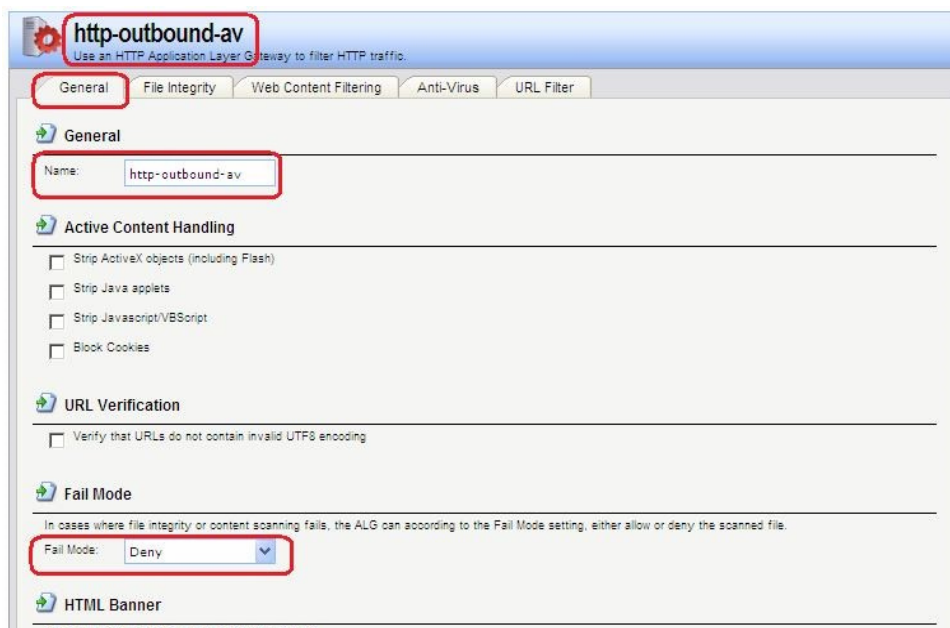 http-outbound-av
Use an HTTP Application Layer Gateway to filter HTTP traffic.
General File Integrity Web Content Filtering Anti-Virus URL Filter
General
Name: http-outbound-av
Active Content Handling
Strip ActiveX objects (including Flash)
Strip Java applets
Strip Javascript/VBScript
Block Cookies
URL Verification
Verify that URLs do not contain invalid UTF8 encoding
Fail Mode
In cases where file integrity or content scanning fails, the ALG can according to the Fail Mode setting, either allow or deny the scanned file.
Fail Mode: Deny
HTML Banner